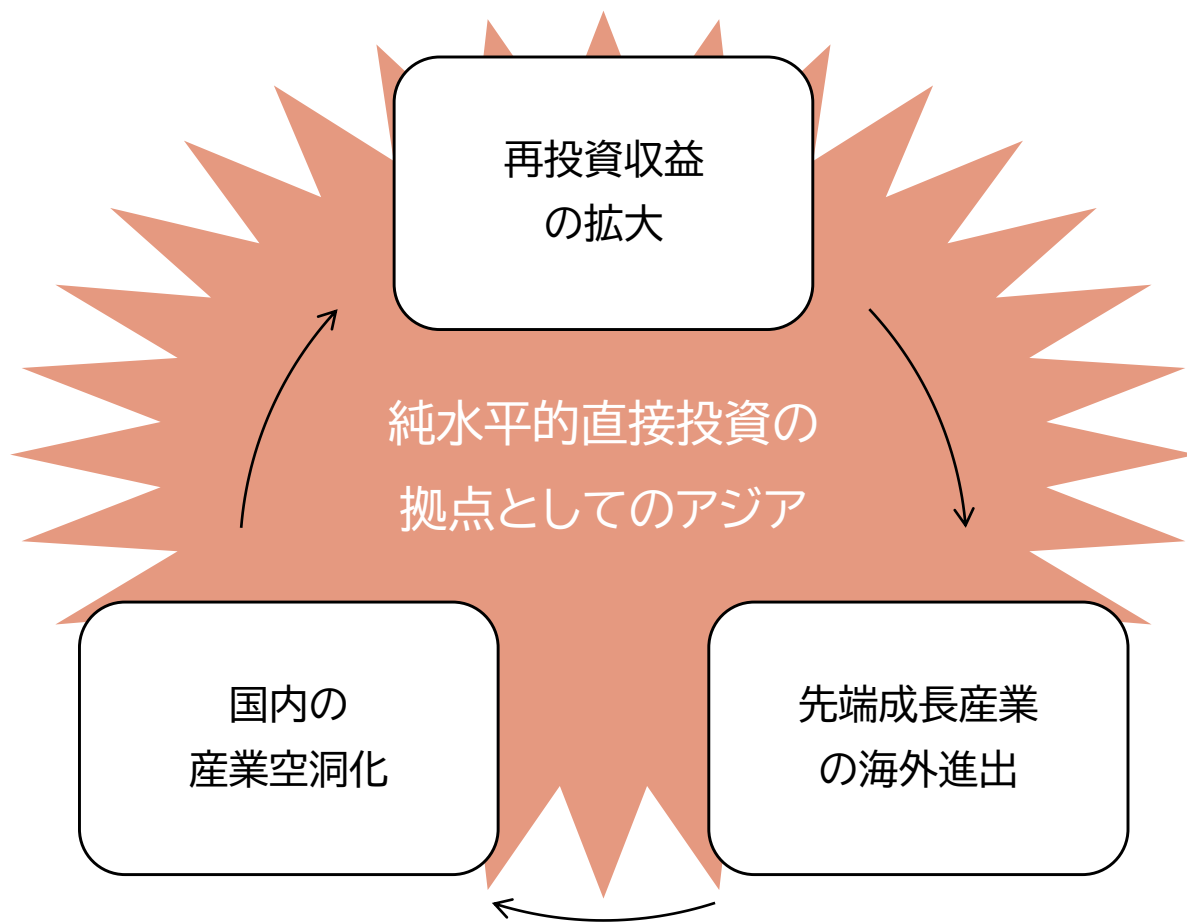 再投資収益
の拡大
純水平的直接投資の
拠点としてのアジア
国内の
産業空洞化
先端成長産業
の海外進出